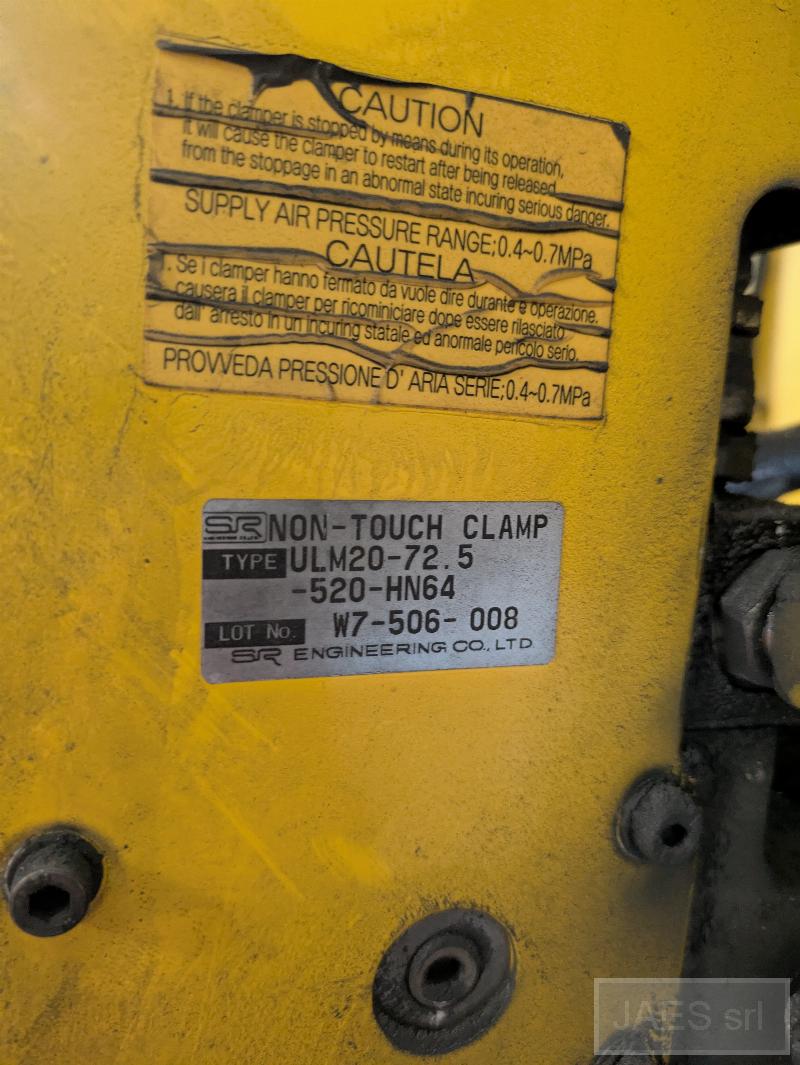 CAUTION
1. If the clamper is stopped by means during its operation,
it will cause the clamper to restart after being released
from the stoppage in an abnormal state incuring serious danger.
SUPPLY AIR PRESSURE RANGE;0.4~0.7MPa
CAUTELA
1. Se i clamper hanno fermato da vuole dire durante e operazione.
causera il clamper per ricominiciare dope essere rilasciato
dall' arresto in un incuring statale ed anormale pericolo serio.
PROVVEDA PRESSIONE D' ARIA SERIE;0.4~0.7MPa
SR NON-TOUCH CLAMP
TYPE ULM20-72.5
-520-HN64
LOT No. W7-506-008
SR ENGINEERING CO., LTD
JAES srl